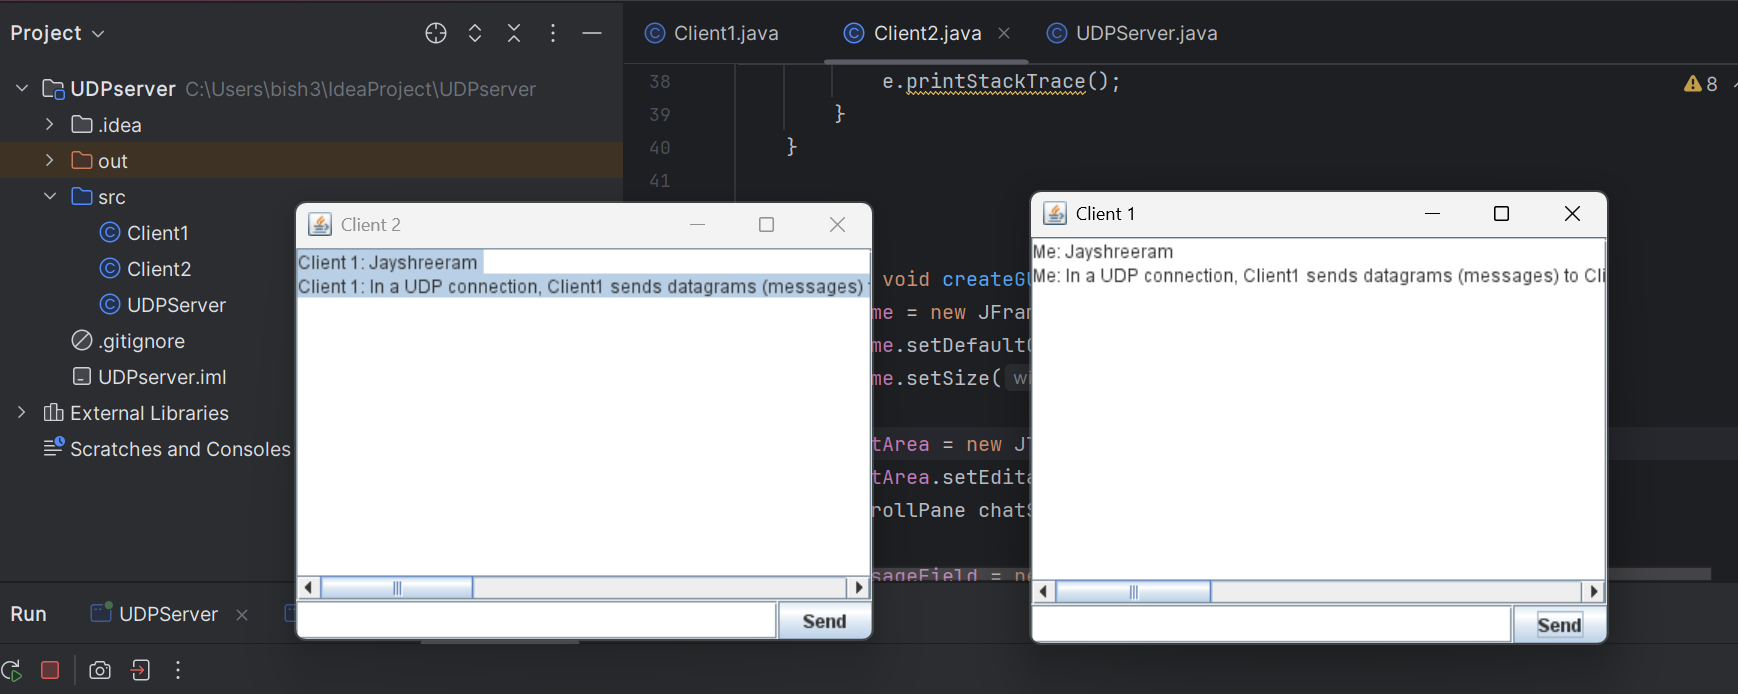 Project
UDPserver C:\Users\bish3\IdeaProject\UDPserver
.idea
out
src
Client1
Client2
UDPServer
.gitignore
UDPserver.iml
External Libraries
Scratches and Consoles
Client1.java
Client2.java
UDPServer.java
38 e.printStackTrace();
39 }
40 }
41
8
void createGU
me = new JFram
me.setDefault
me.setSize( wi
tArea = new JT
tArea.setEdita
rollPane chatS
sageField = ne
Client 2
Client 1: Jayshreeram
Client 1: In a UDP connection, Client1 sends datagrams (messages)
Send
Client 1
Me: Jayshreeram
Me: In a UDP connection, Client1 sends datagrams (messages) to Cli
Send
Run
UDPServer